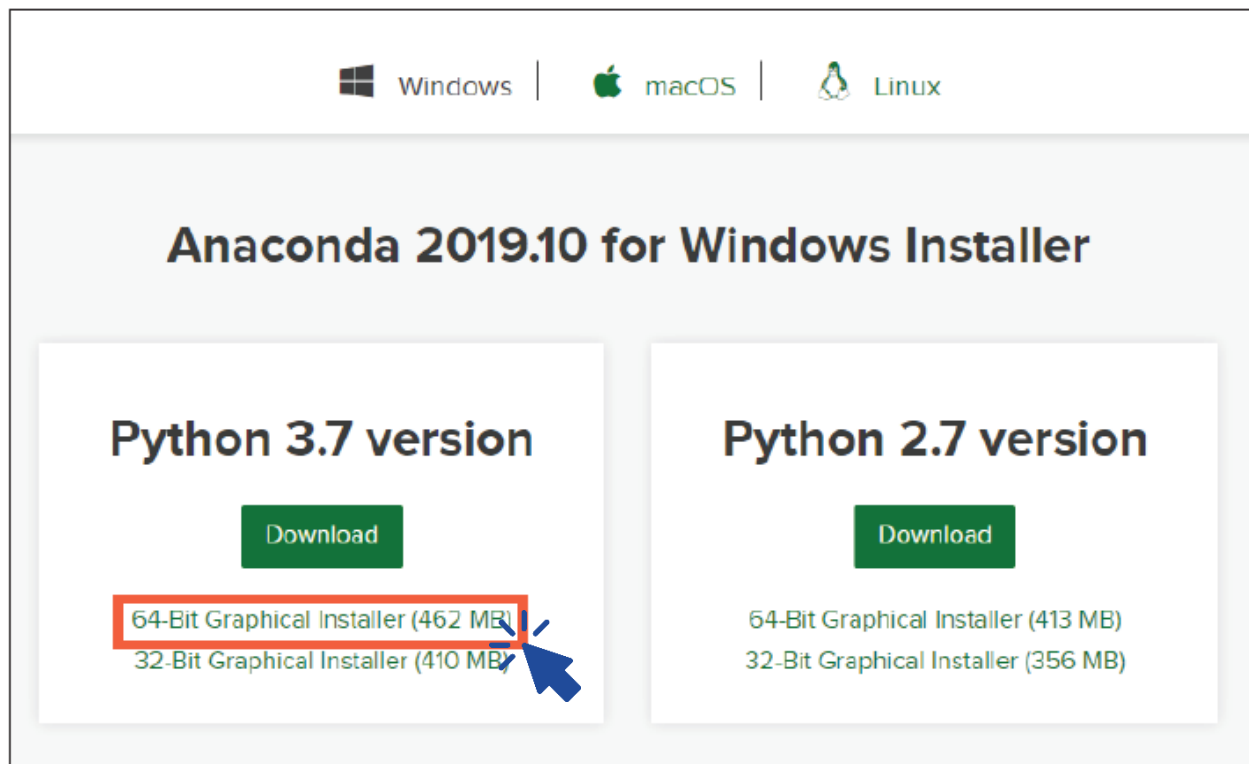 Windows macOS Linux
Anaconda 2019.10 for Windows Installer
Python 3.7 version
Download
64-Bit Graphical Installer (462 MB)
32-Bit Graphical Installer (410 MB)
Python 2.7 version
Download
64-Bit Graphical Installer (413 MB)
32-Bit Graphical Installer (356 MB)